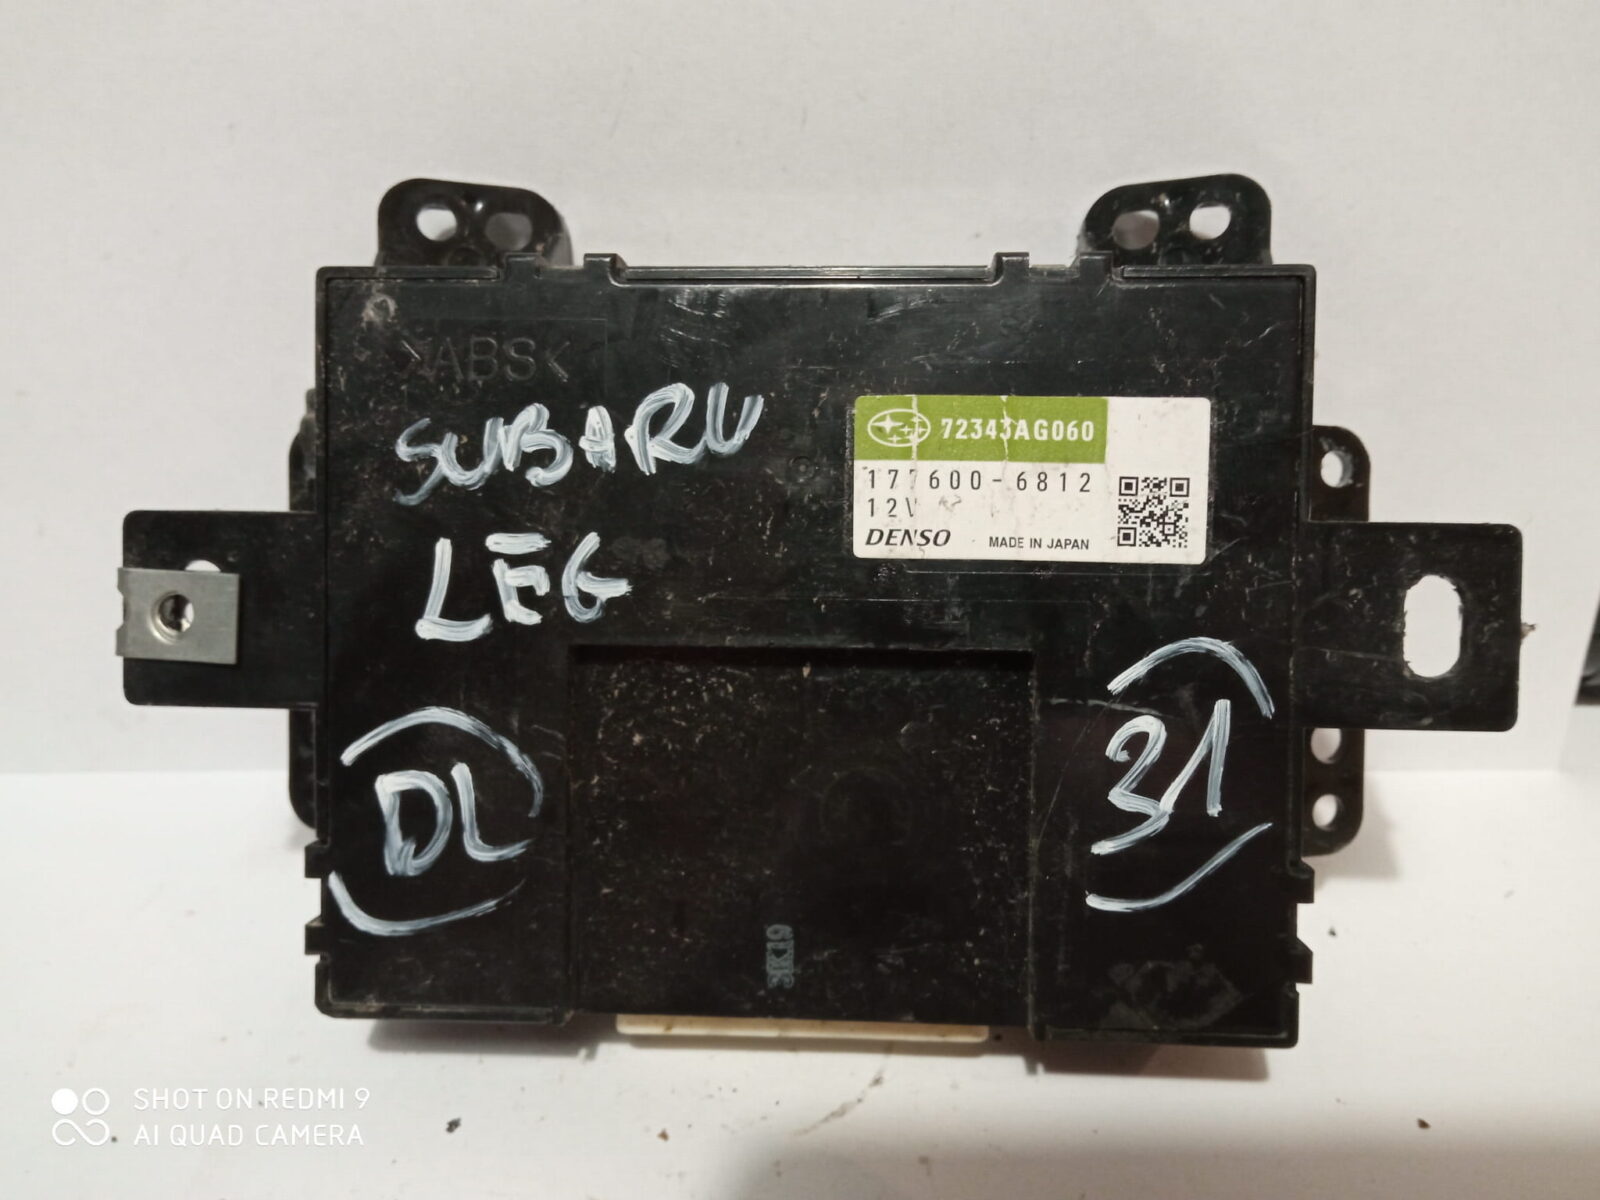 >ABS<
SUBARU
LEG
72343AG060
177600-6812
12V
DENSO MADE IN JAPAN
(DL)
(31)
SHOT ON REDMI 9
AI QUAD CAMERA